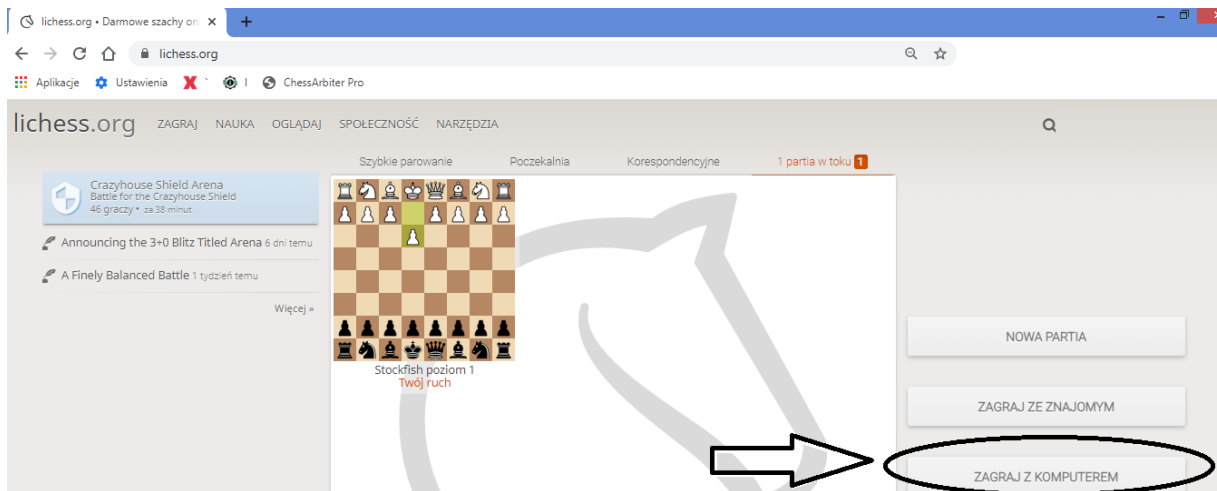 lichess.org • Darmowe szachy on
lichess.org
Aplikacje Ustawienia ` I ChessArbiter Pro
lichess.org ZAGRAJ NAUKA OGLĄDAJ SPOŁECZNOŚĆ NARZĘDZIA
Szybkie parowanie Poczekalnia Korespondencyjne 1 partia w toku 1
Crazyhouse Shield Arena
Battle for the Crazyhouse Shield
46 graczy • za 38 minut
Announcing the 3+0 Blitz Titled Arena 6 dni temu
A Finely Balanced Battle 1 tydzień temu
Więcej »
Stockfish poziom 1
Twój ruch
NOWA PARTIA
ZAGRAJ ZE ZNAJOMYM
ZAGRAJ Z KOMPUTEREM